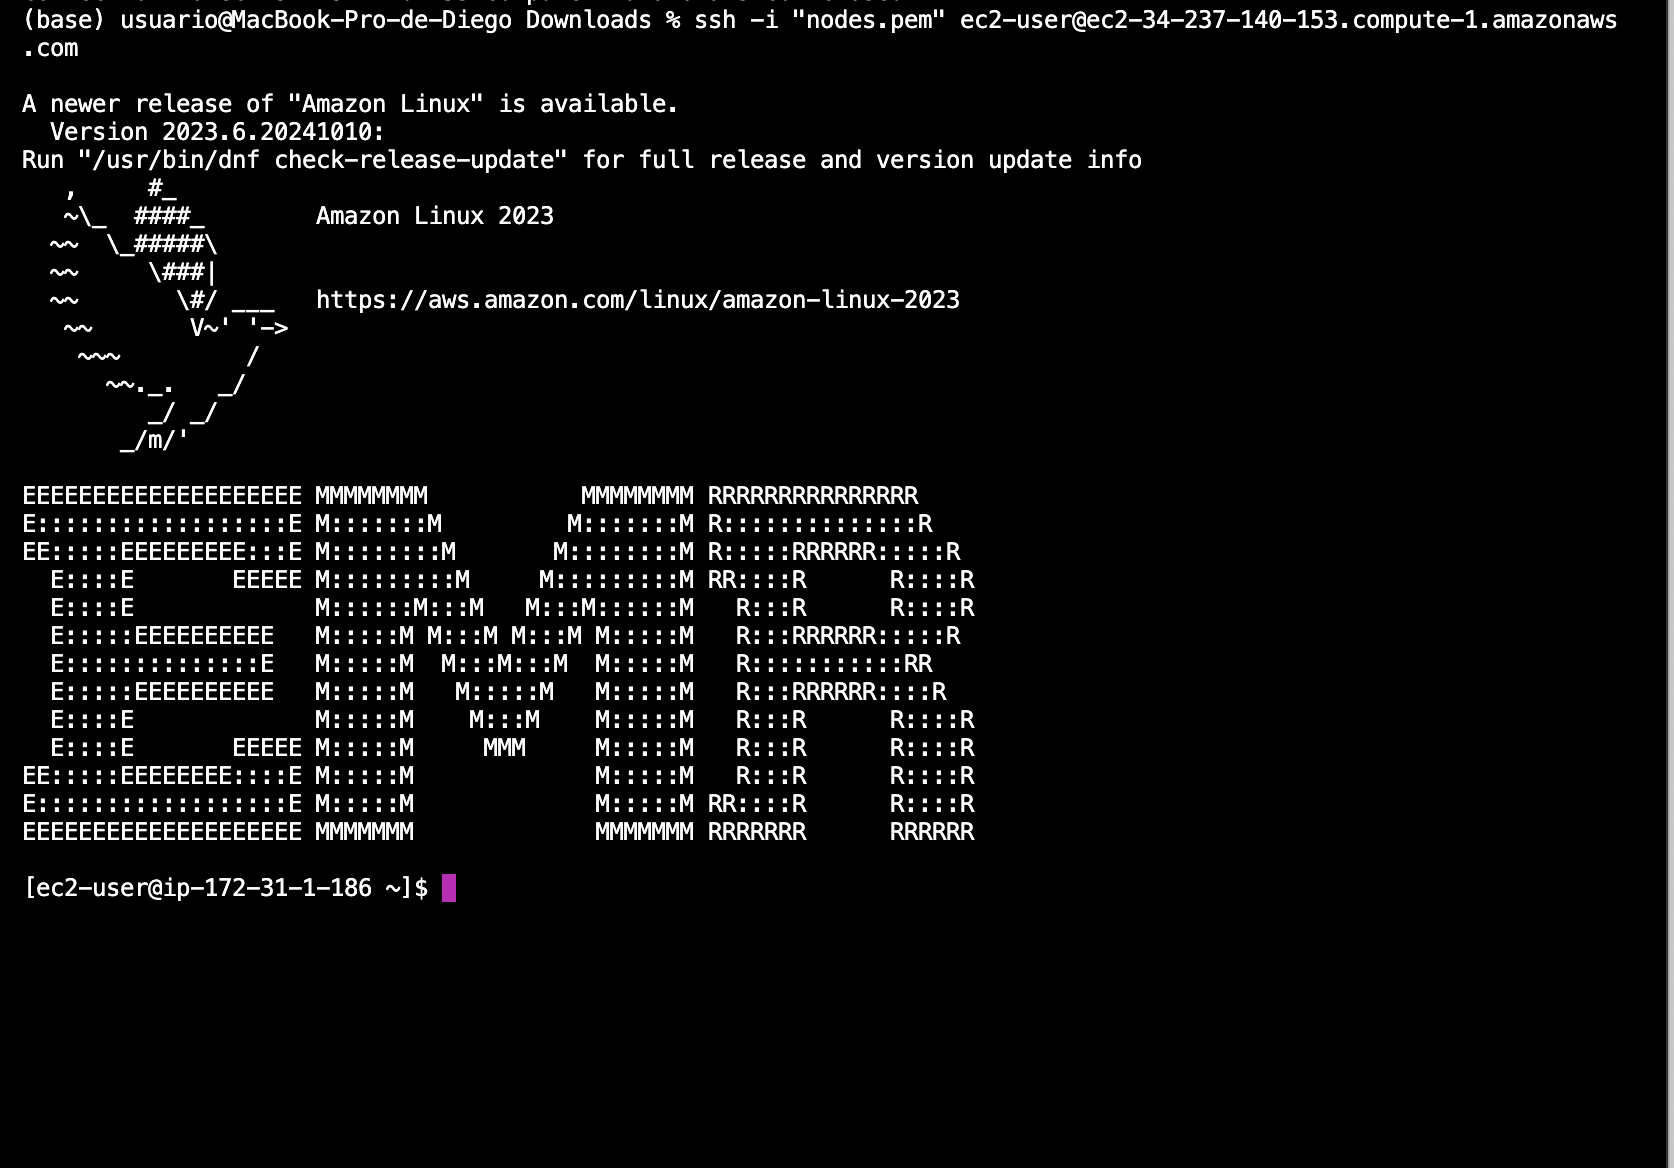 (base) usuario@MacBook-Pro-de-Diego Downloads % ssh -i "nodes.pem" ec2-user@ec2-34-237-140-153.compute-1.amazonaws
.com
A newer release of "Amazon Linux" is available.
  Version 2023.6.20241010:
Run "/usr/bin/dnf check-release-update" for full release and version update info
   ,     #_
   ~\_  ####_        Amazon Linux 2023
  ~~  \_#####\
  ~~     \###|
  ~~       \#/ ___   https://aws.amazon.com/linux/amazon-linux-2023
   ~~       V~' '->
    ~~~         /
      ~~._.   _/
         _/ _/
       _/m/'
EEEEEEEEEEEEEEEEEEEE MMMMMMMM           MMMMMMMM RRRRRRRRRRRRRRR
E::::::::::::::::::E M:::::::M         M:::::::M R::::::::::::::R
EE:::::EEEEEEEEE:::E M::::::::M       M::::::::M R:::::RRRRRR:::::R
  E::::E       EEEEE M:::::::::M     M:::::::::M RR::::R      R::::R
  E::::E             M::::::M:::M   M:::M::::::M   R:::R      R::::R
  E:::::EEEEEEEEEE   M:::::M M:::M M:::M M:::::M   R:::RRRRRR:::::R
  E::::::::::::::E   M:::::M  M:::M:::M  M:::::M   R:::::::::::RR
  E:::::EEEEEEEEEE   M:::::M   M:::::M   M:::::M   R:::RRRRRR::::R
  E::::E             M:::::M    M:::M    M:::::M   R:::R      R::::R
  E::::E       EEEEE M:::::M     MMM     M:::::M   R:::R      R::::R
EE:::::EEEEEEEE::::E M:::::M             M:::::M   R:::R      R::::R
E::::::::::::::::::E M:::::M             M:::::M RR::::R      R::::R
EEEEEEEEEEEEEEEEEEEE MMMMMMM             MMMMMMM RRRRRRR      RRRRRR
[ec2-user@ip-172-31-1-186 ~]$